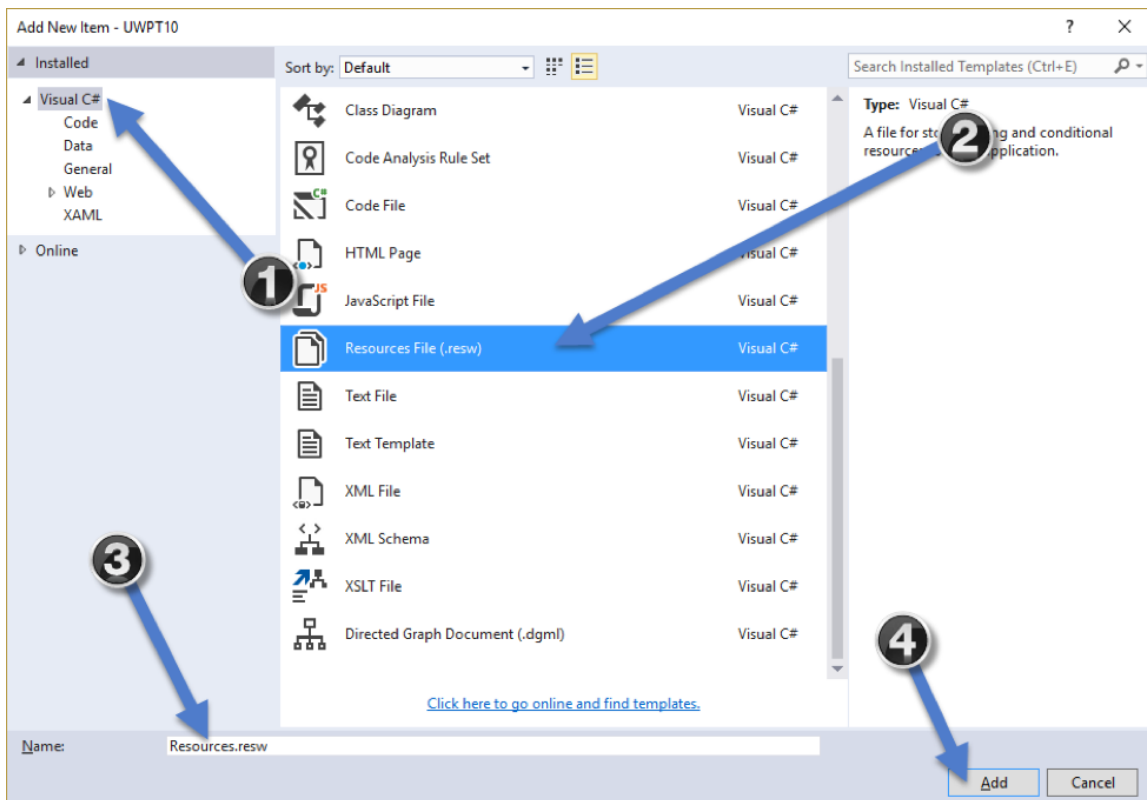 Add New Item - UWPT10
?
Installed
Sort by: Default
Search Installed Templates (Ctrl+E)
Visual C#
Code
Data
General
Web
XAML
Online
Class Diagram Visual C#
Code Analysis Rule Set Visual C#
C# Code File Visual C#
HTML Page Visual C#
JS JavaScript File Visual C#
Resources File (.resw) Visual C#
Text File Visual C#
Text Template Visual C#
XML File Visual C#
XML Schema Visual C#
XSLT File Visual C#
Directed Graph Document (.dgml) Visual C#
Click here to go online and find templates.
Type: Visual C#
A file for and conditional
1
2
3
4
Name: Resources.resw
Add Cancel